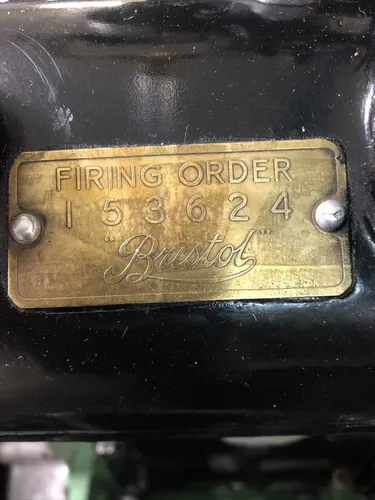 FIRING ORDER
1 5 3 6 2 4
"Bristol"